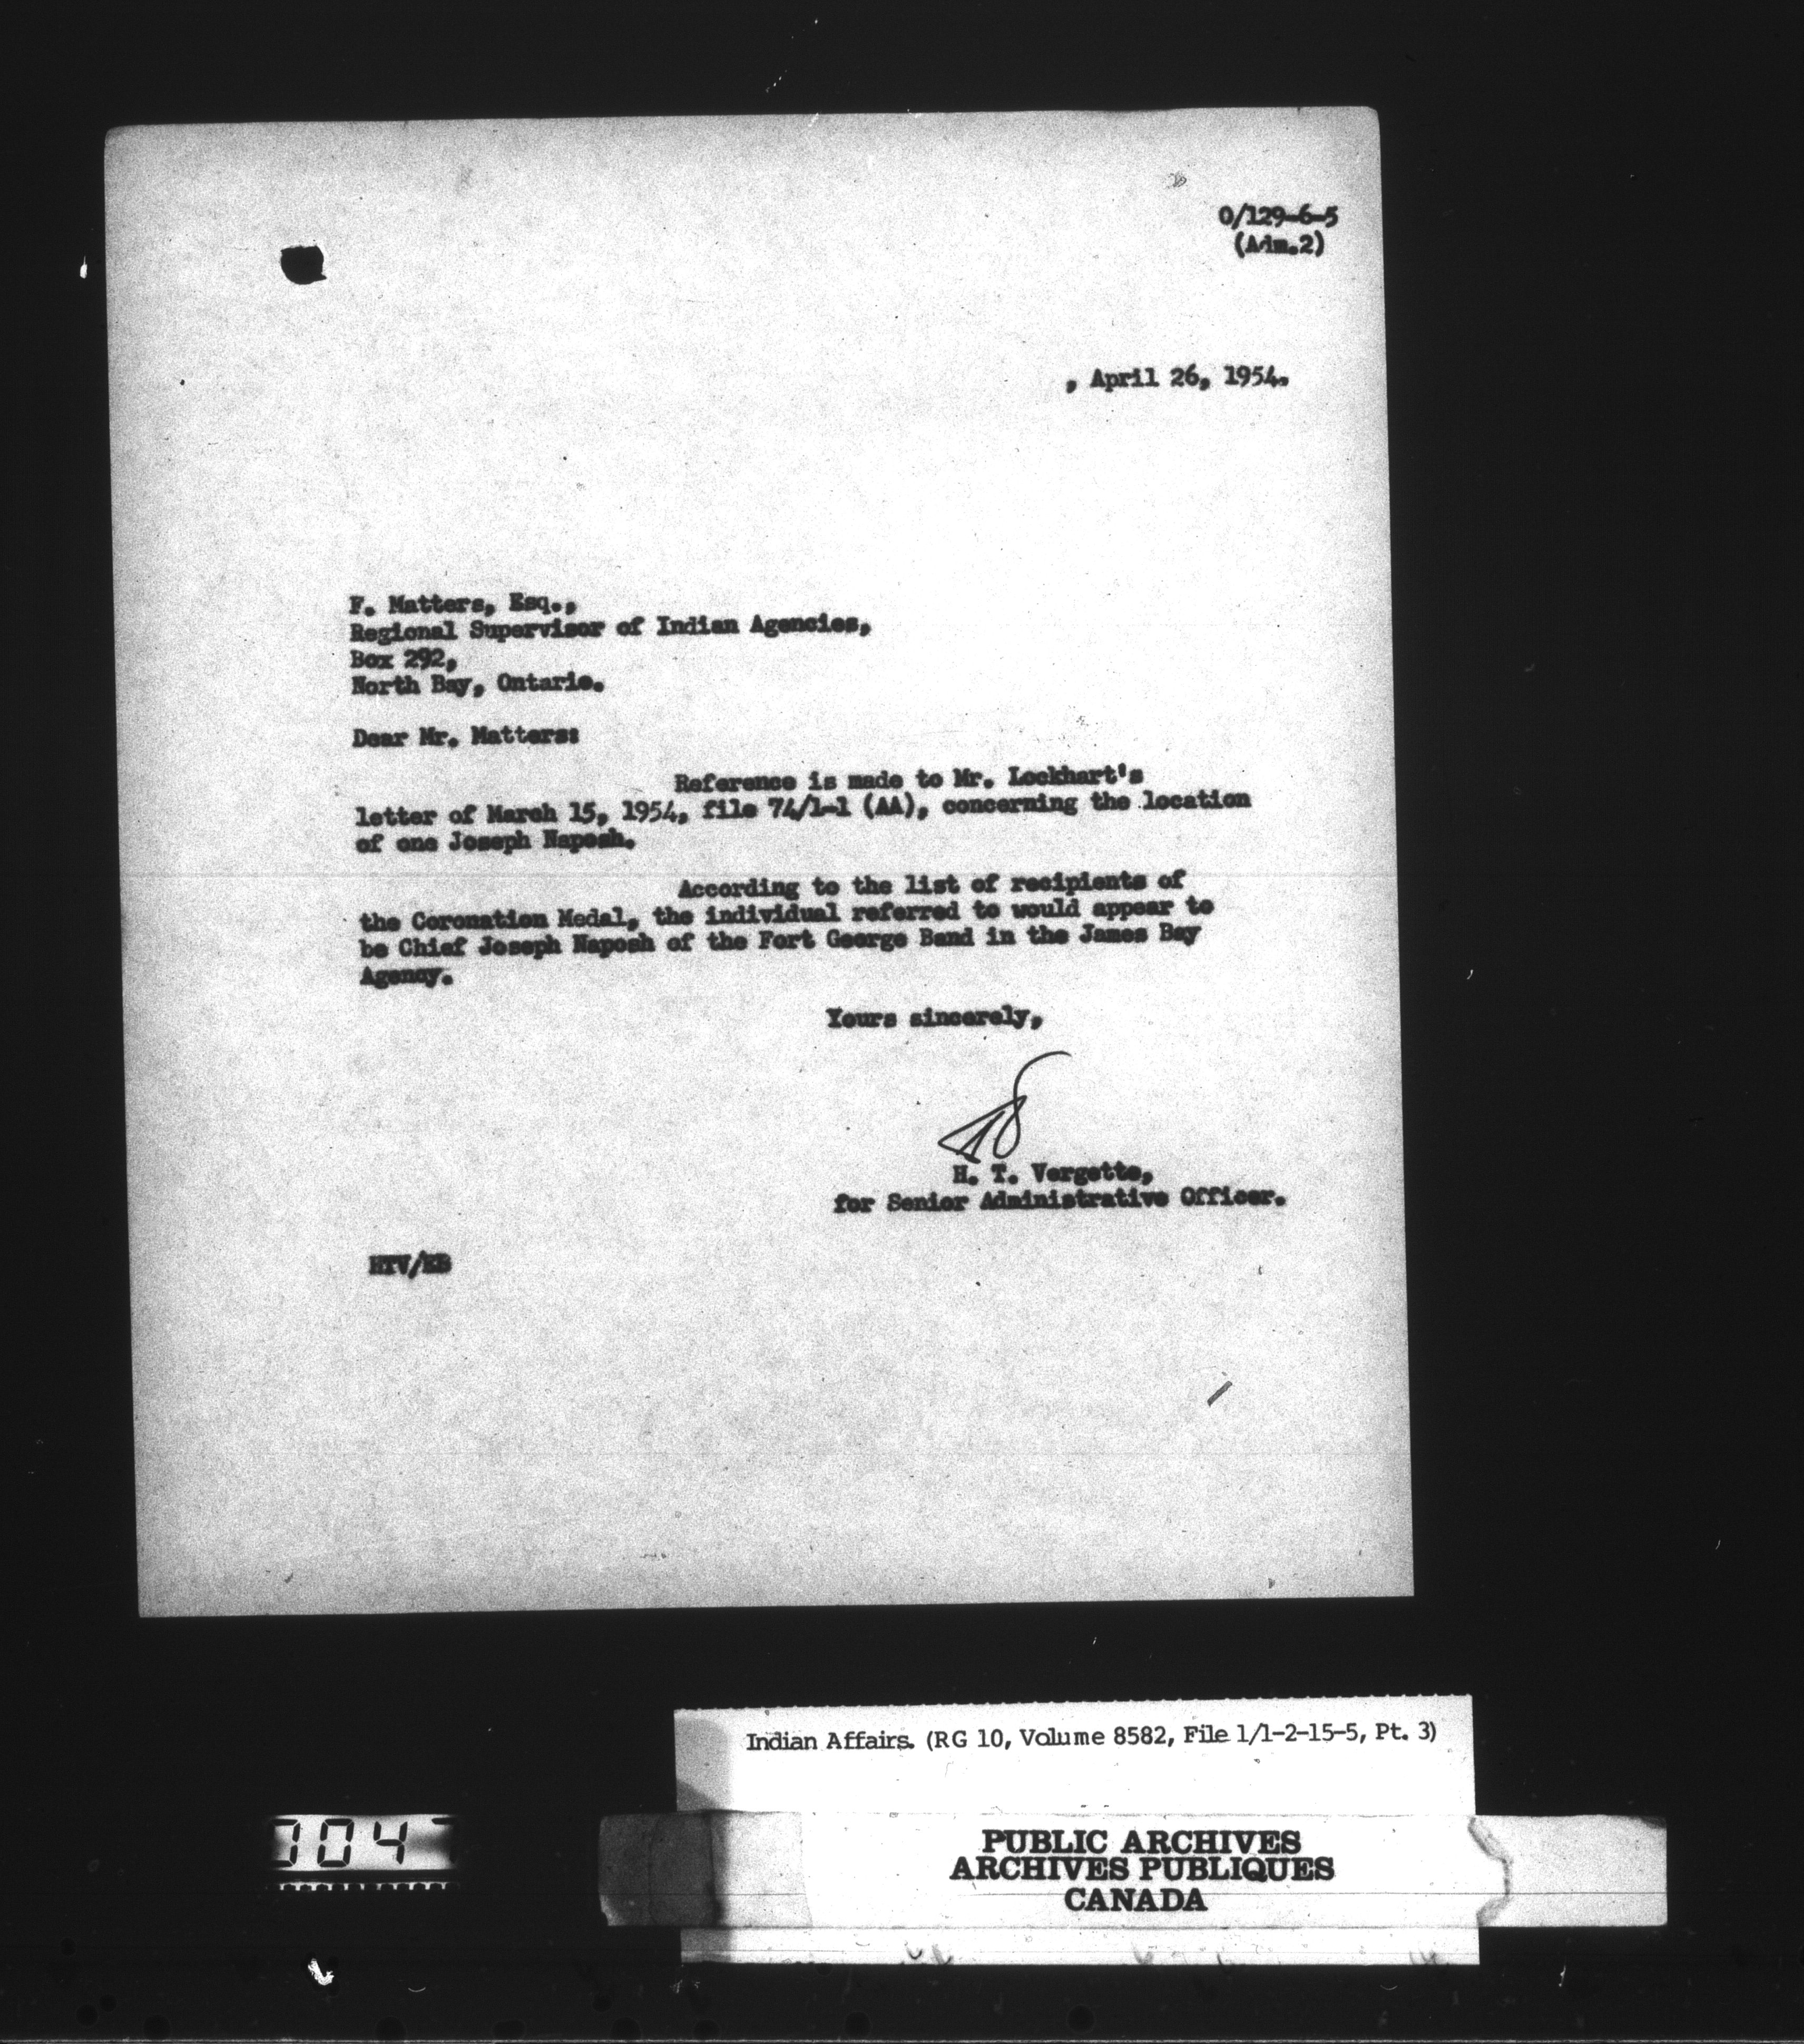 0/129-6-5
(Adm.2)
, April 26, 1954.
F. Matters, Esq.,
Regional Supervisor of Indian Agencies,
Box 292,
North Bay, Ontario.
Dear Mr. Matters:
Reference is made to Mr. Lockhart's
letter of March 15, 1954, file 74/1-1 (AA), concerning the location
of one Joseph Naposh.
According to the list of recipients of
the Coronation Medal, the individual referred to would appear to
be Chief Joseph Naposh of the Fort George Band in the James Bay
Agency.
Yours sincerely,
H. T. Vergette,
for Senior Administrative Officer.
HTV/EB
Indian Affairs. (RG 10, Volume 8582, File 1/1-2-15-5, Pt. 3)
PUBLIC ARCHIVES
ARCHIVES PUBLIQUES
CANADA